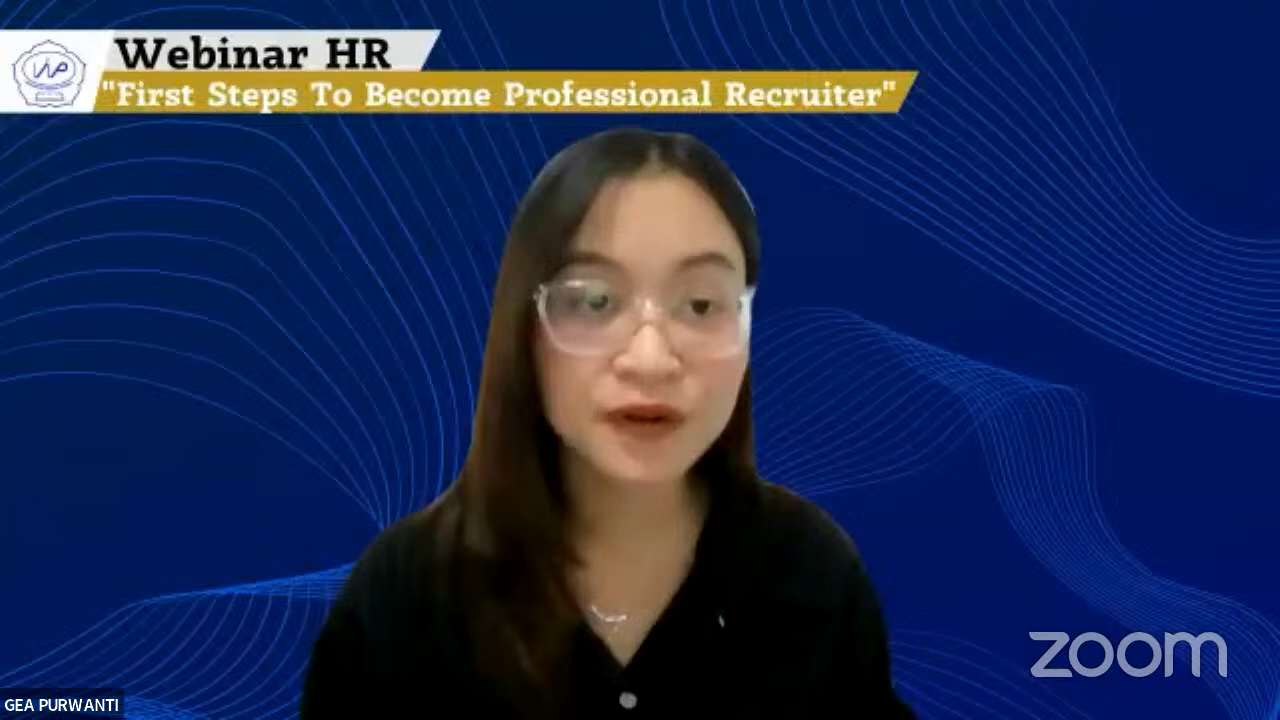 Webinar HR
"First Steps To Become Professional Recruiter"
zoom
GEA PURWANTI